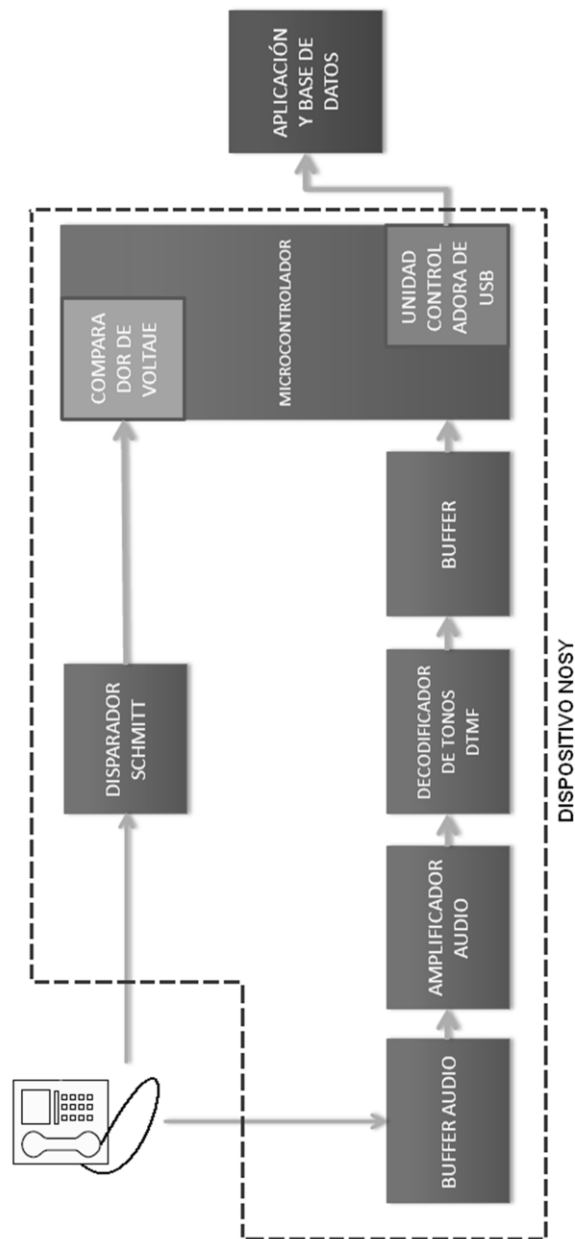 DISPARADOR
SCHMITT
COMPARA
DOR DE
VOLTAJE
MICROCONTROLADOR
BUFFER AUDIO
AMPLIFICADOR
AUDIO
DECODIFICADOR
DE TONOS
DTMF
BUFFER
UNIDAD
CONTROL
ADORA DE
USB
APLICACIÓN
Y BASE DE
DATOS
DISPOSITIVO NOSY